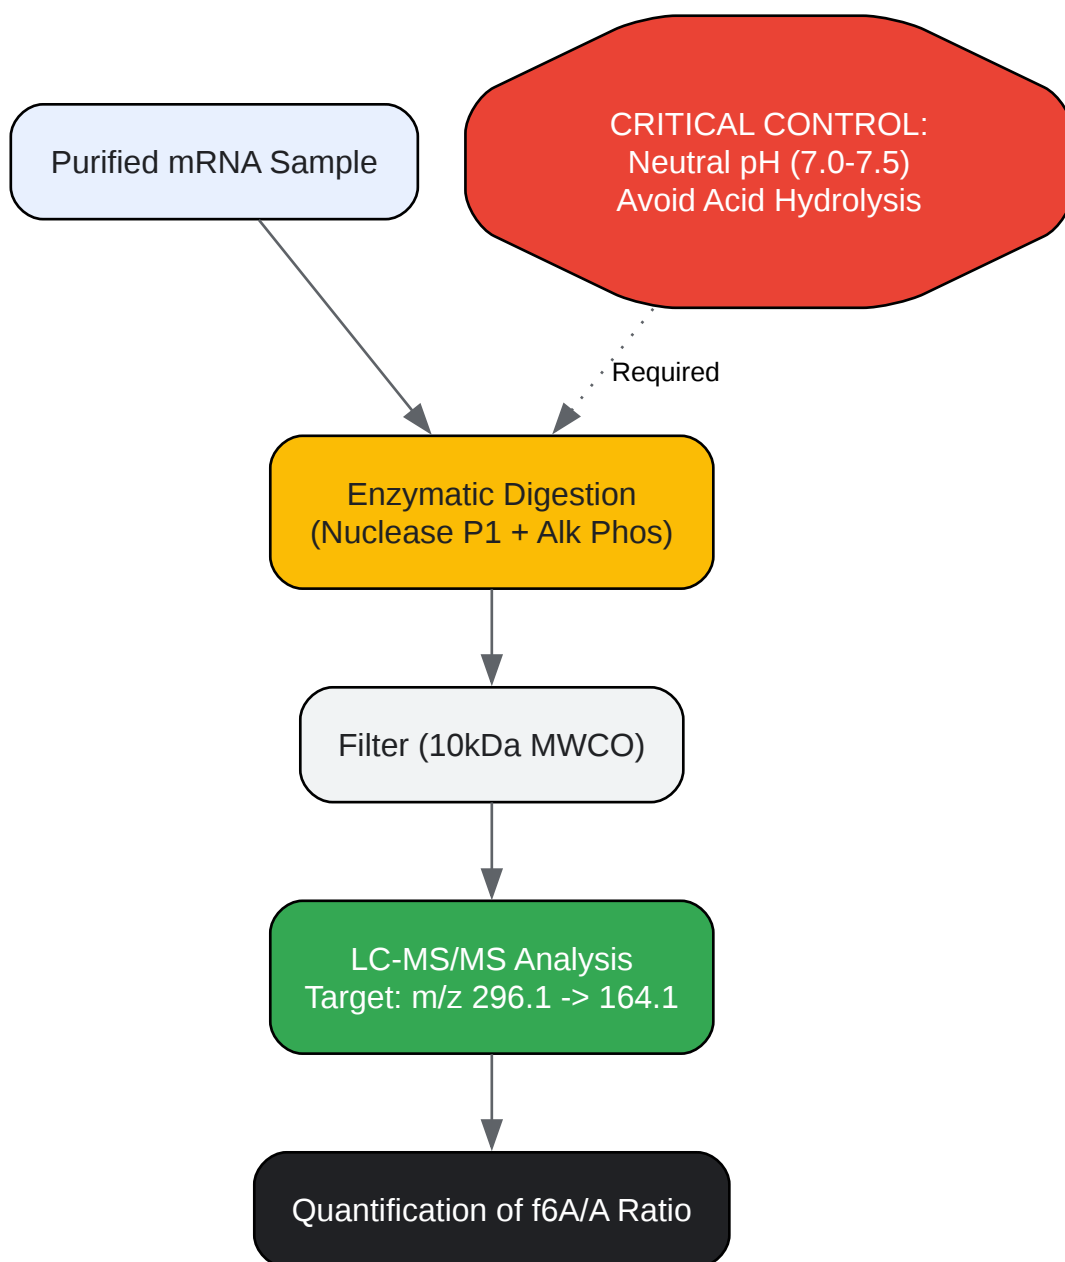 Purified mRNA Sample
CRITICAL CONTROL:
Neutral pH (7.0-7.5)
Avoid Acid Hydrolysis
Required
Enzymatic Digestion
(Nuclease P1 + Alk Phos)
Filter (10kDa MWCO)
LC-MS/MS Analysis
Target: m/z 296.1 -> 164.1
Quantification of f6A/A Ratio